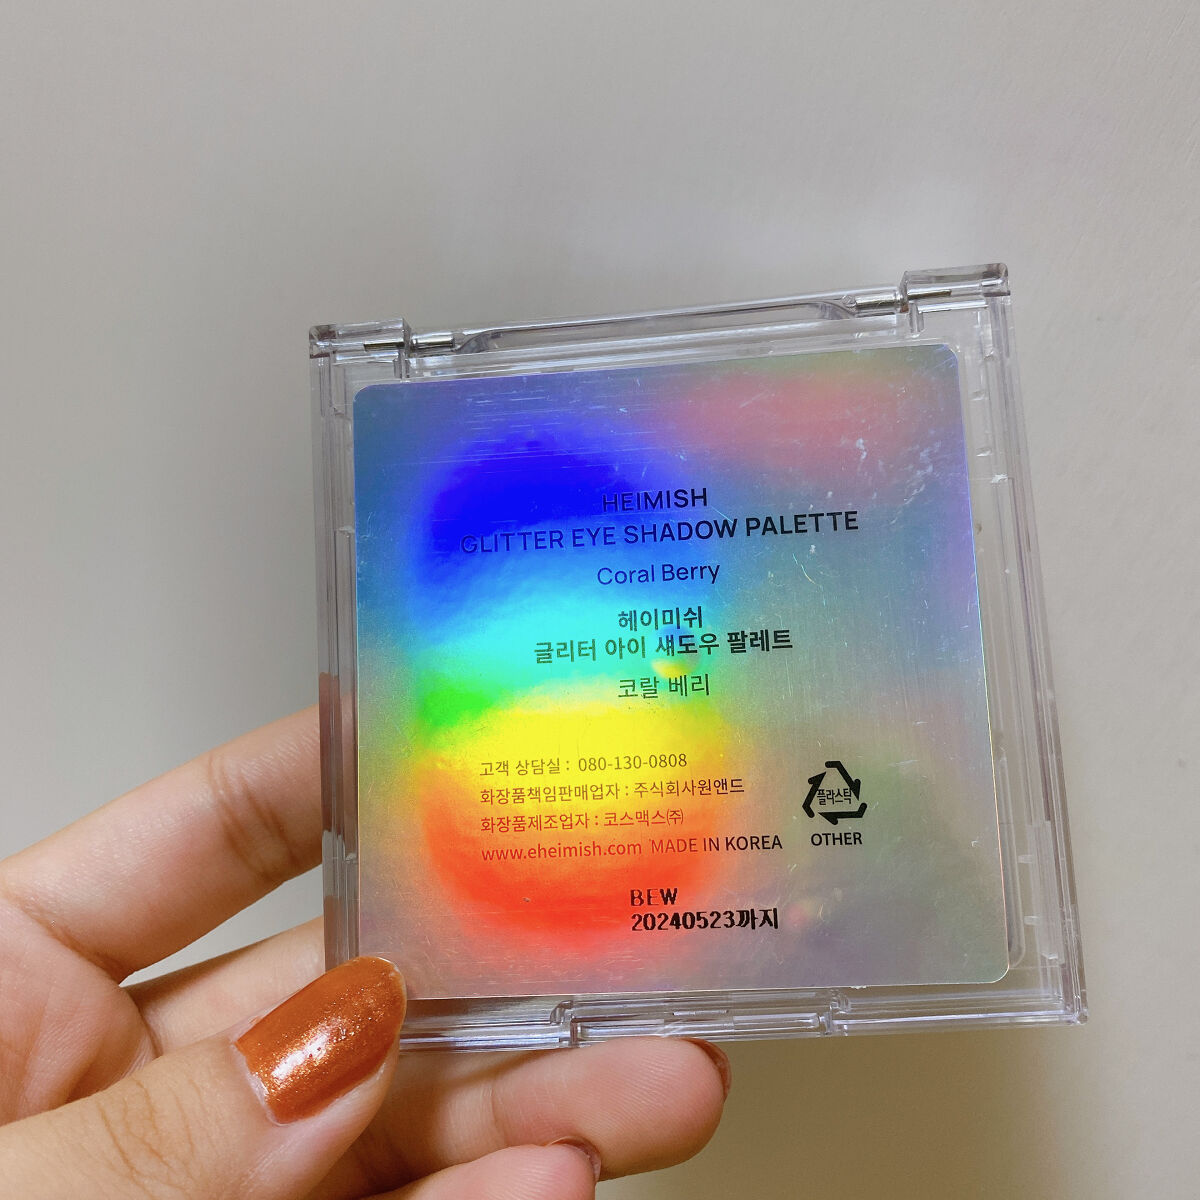 HEIMISH
GLITTER EYE SHADOW PALETTE
Coral Berry
헤이미쉬
글리터 아이 섀도우 팔레트
코랄 베리
고객 상담실 : 080-130-0808
화장품책임판매업자 : 주식회사원앤드
화장품제조업자 : 코스맥스㈜
www.eheimish.com MADE IN KOREA
플라스틱
OTHER
BEW
20240523까지